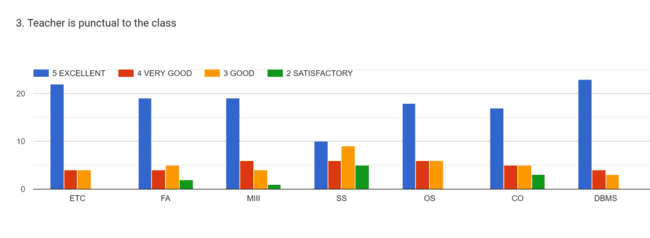 3. Teacher is punctual to the class
5 EXCELLENT 4 VERY GOOD 3 GOOD 2 SATISFACTORY
20
10
0
ETC FA MIII SS OS CO DBMS